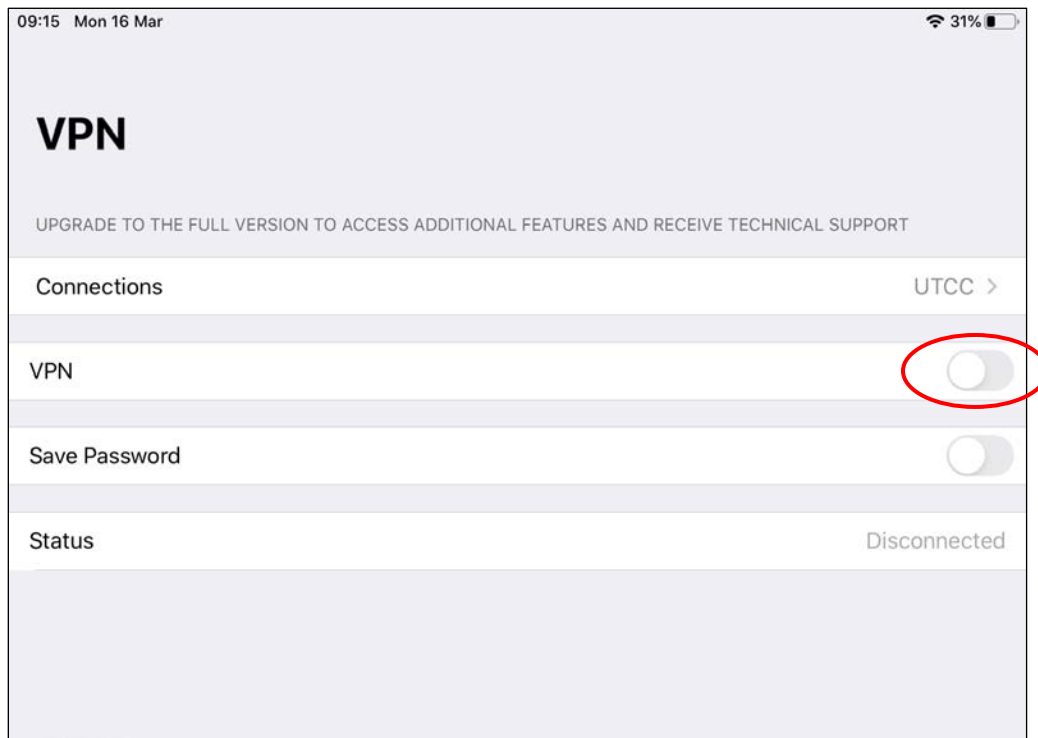 09:15 Mon 16 Mar 31%
VPN
UPGRADE TO THE FULL VERSION TO ACCESS ADDITIONAL FEATURES AND RECEIVE TECHNICAL SUPPORT
Connections UTCC >
VPN
Save Password
Status Disconnected